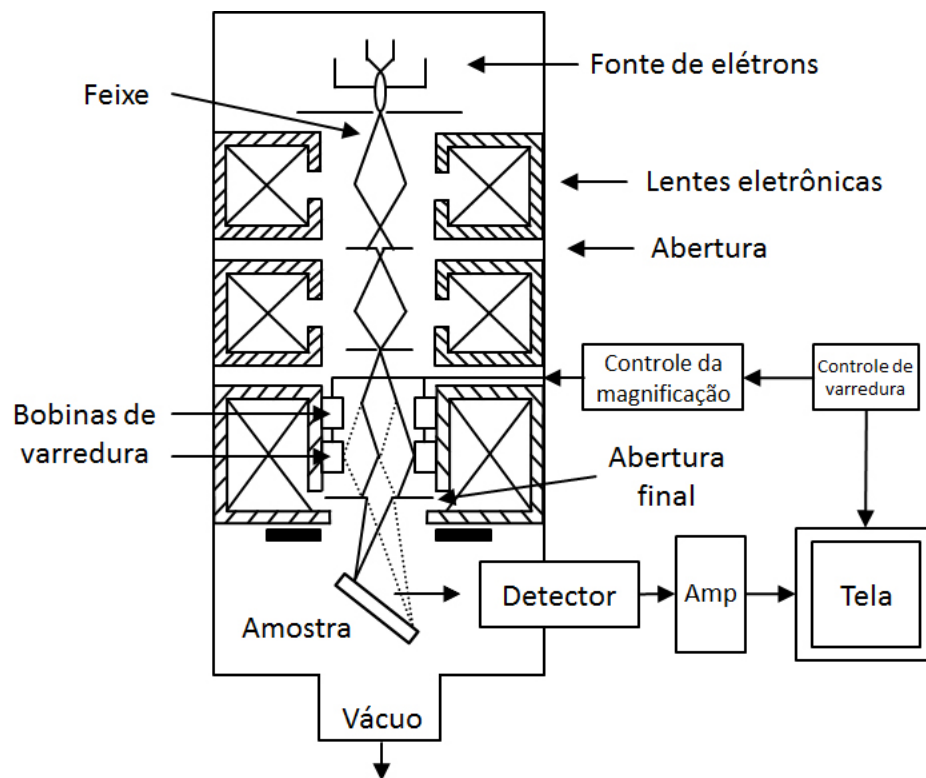 Fonte de elétrons
Feixe
Lentes eletrônicas
Abertura
Controle da
magnificação
Controle de
varredura
Bobinas de
varredura
Abertura
final
Detector
Amp
Tela
Amostra
Vácuo